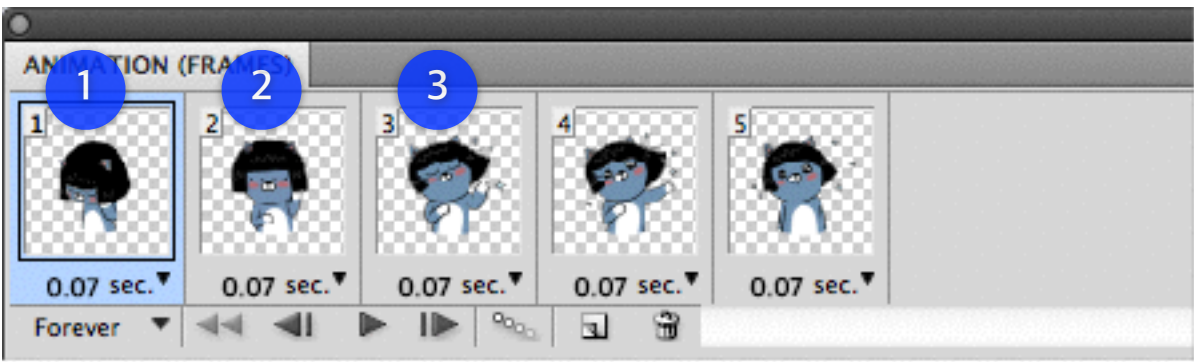 ANIMATION (FRAMES)
1 2 3
1 2 3 4 5
0.07 sec. 0.07 sec. 0.07 sec. 0.07 sec. 0.07 sec.
Forever